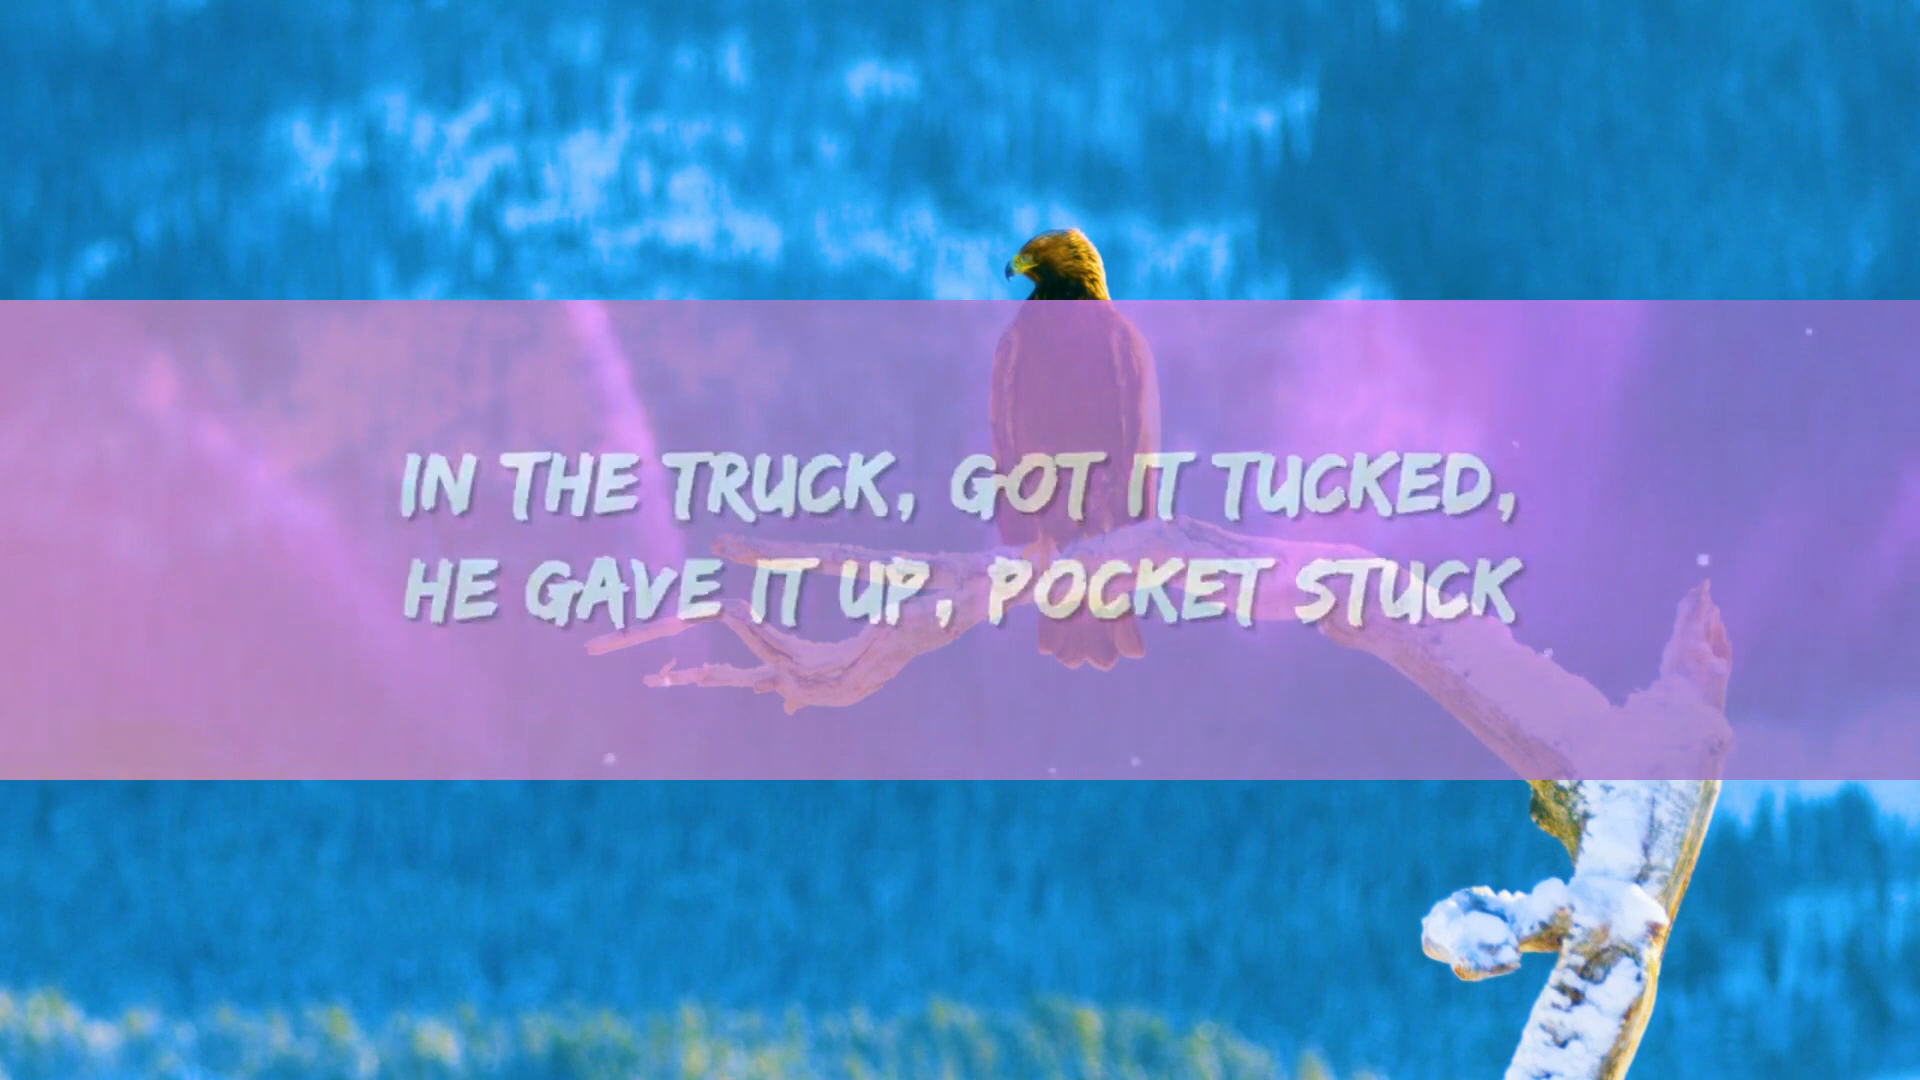 IN THE TRUCK, GOT IT TUCKED,
HE GAVE IT UP, POCKET STUCK